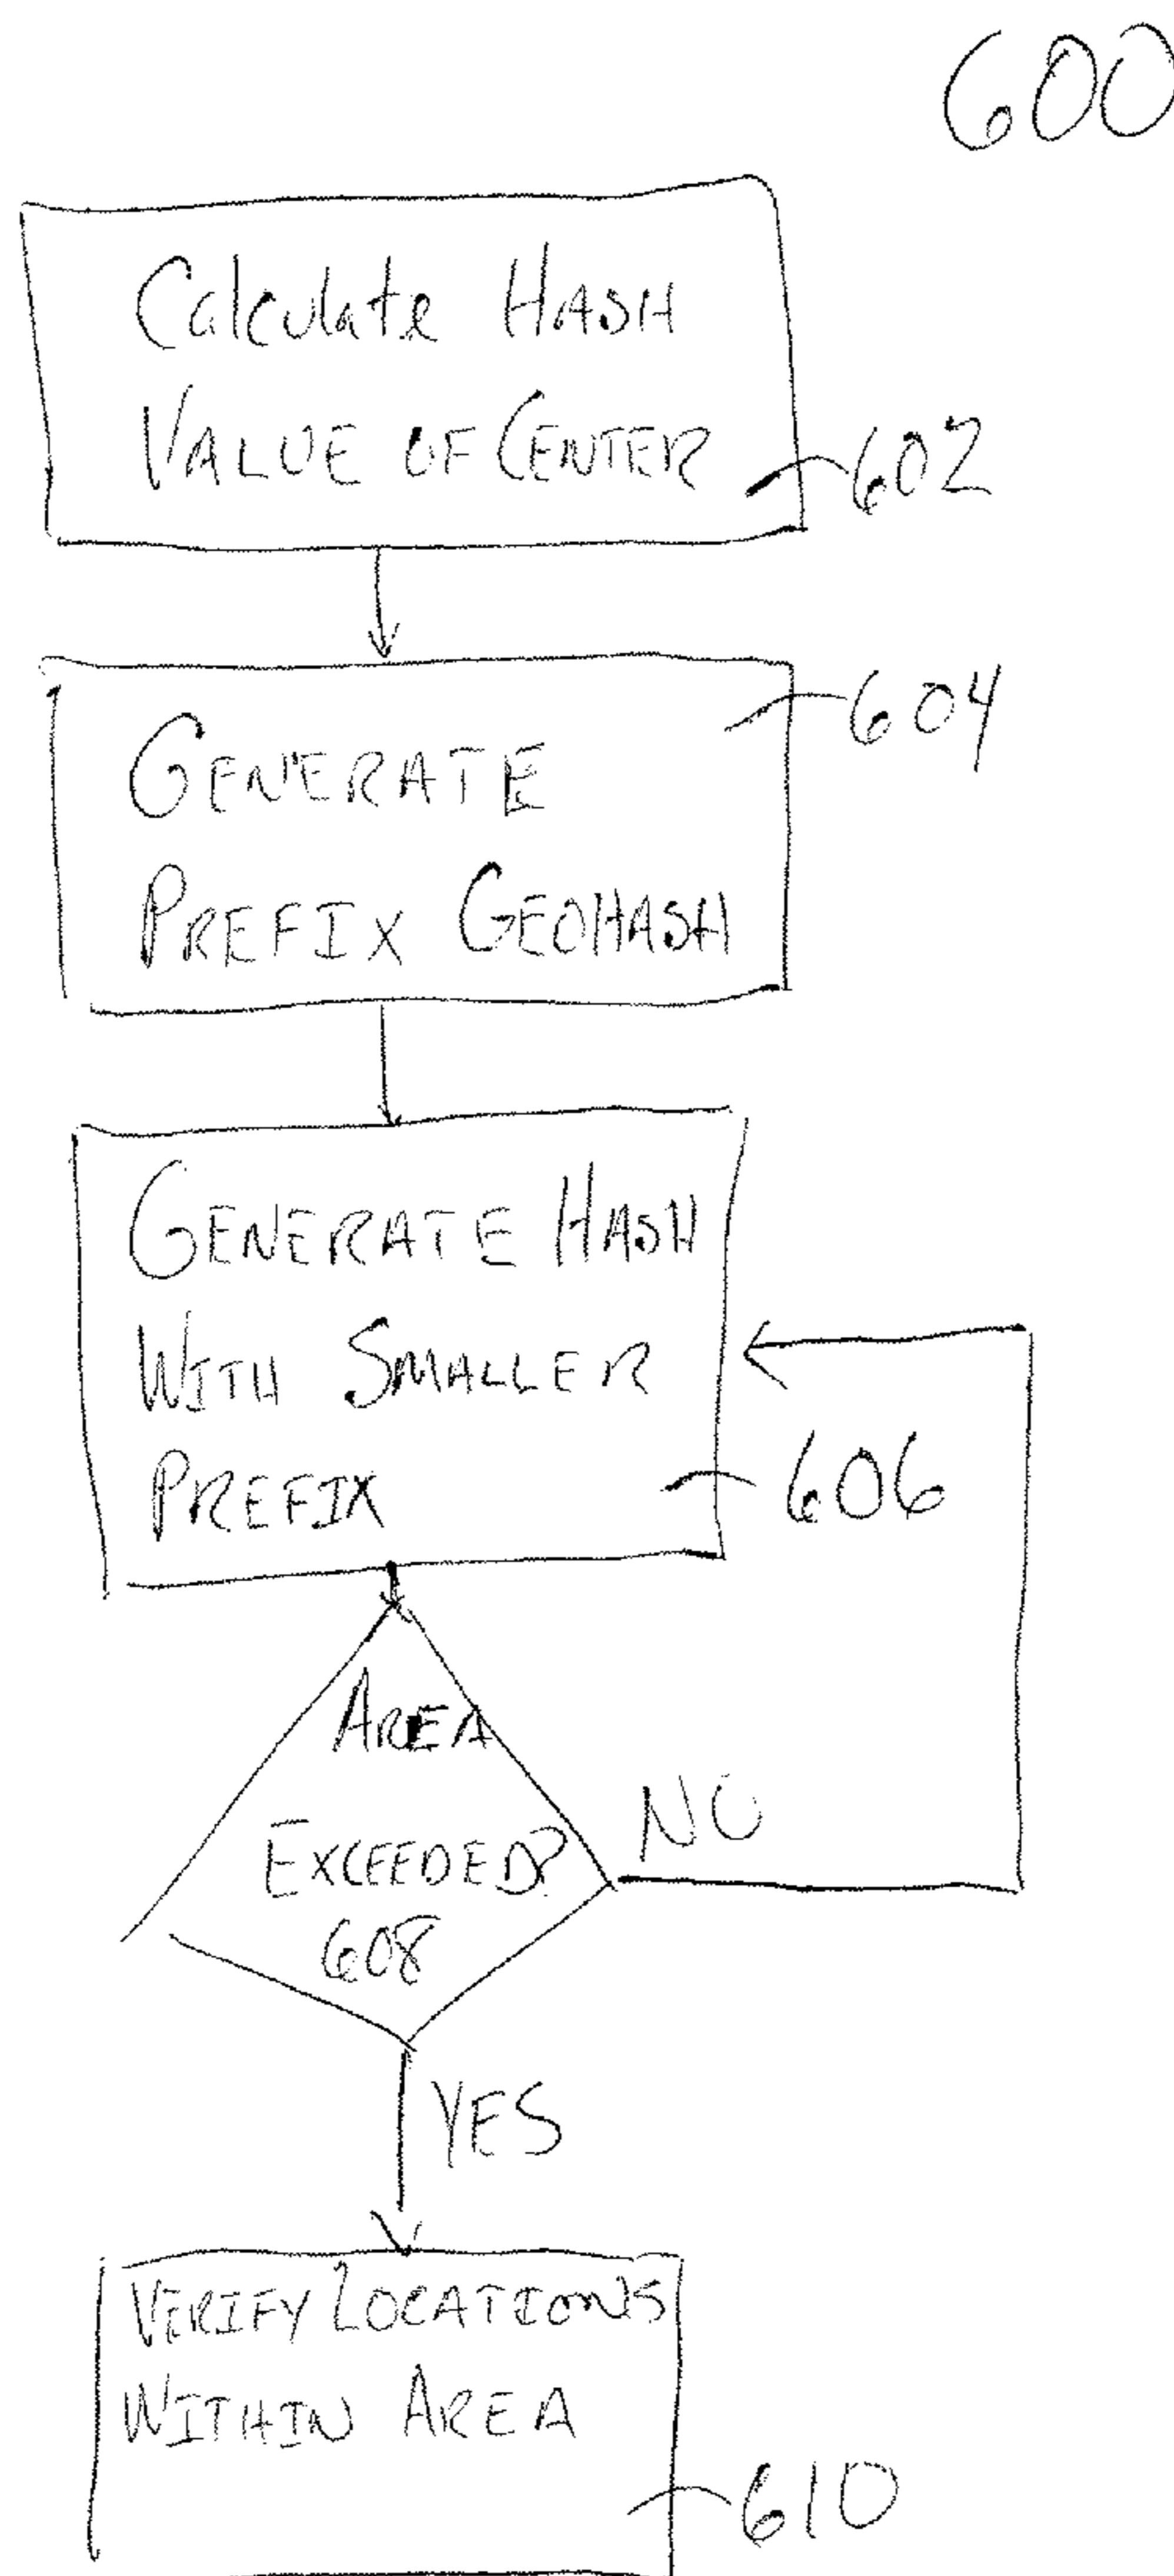 600
Calculate HASH
VALUE OF CENTER
602
604
GENERATE
PREFIX GEOHASH
GENERATE HASH
WITH SMALLER
PREFIX
606
AREA
EXCEEDED?
NO
608
YES
VERIFY LOCATIONS
WITHIN AREA
610